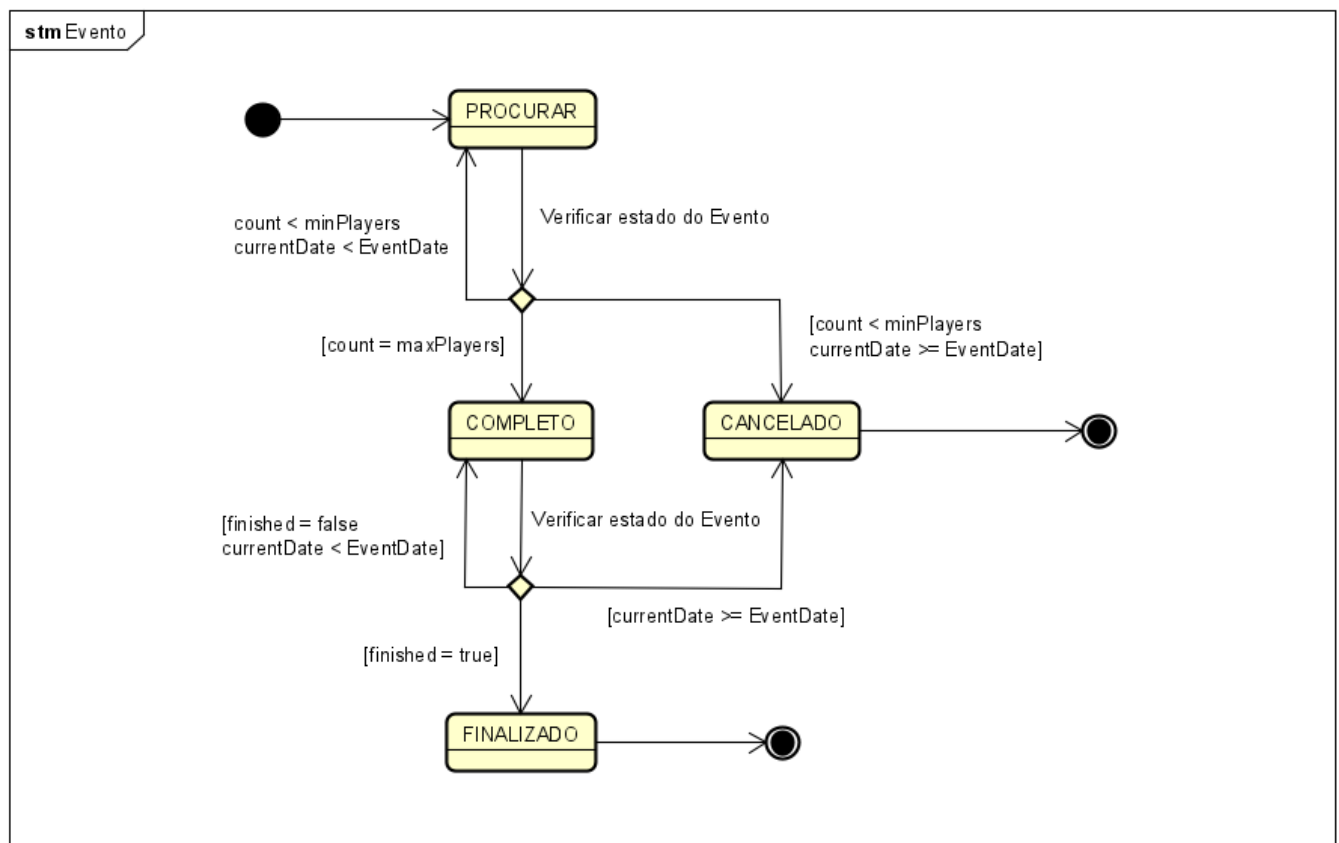 stm Evento
PROCURAR
Verificar estado do Evento
count < minPlayers
currentDate < EventDate
[count < minPlayers
currentDate >= EventDate]
[count = maxPlayers]
COMPLETO
CANCELADO
[finished = false
currentDate < EventDate]
Verificar estado do Evento
[currentDate >= EventDate]
[finished = true]
FINALIZADO